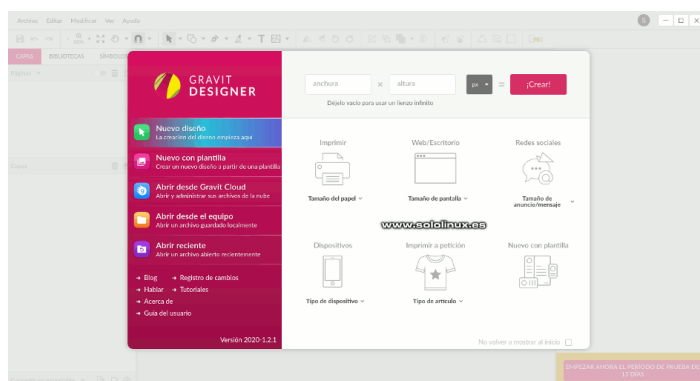 Archivo Editar Modificar Ver Ayuda
S
CAPAS BIBLIOTECAS SÍMBOLOS
Páginas
Capas
GRAVIT
DESIGNER
anchura × altura px = ¡Crear!
Déjelo vacío para usar un lienzo infinito
Nuevo diseño
La creación del diseño empieza aquí
Nuevo con plantilla
Crear un nuevo diseño a partir de una plantilla
Abrir desde Gravit Cloud
Abrir y administrar sus archivos de la nube
Abrir desde el equipo
Abrir un archivo guardado localmente
Abrir reciente
Abrir un archivo abierto recientemente
Blog Registro de cambios
Hablar Tutoriales
Acerca de
Guía del usuario
Versión 2020-1.2.1
Imprimir Web/Escritorio Redes sociales
Tamaño del papel Tamaño de pantalla Tamaño de anuncio/mensaje
www.sololinux.es
Dispositivos Imprimir a petición Nuevo con plantilla
Tipo de dispositivo Tipo de artículo
No volver a mostrar al inicio
EMPEZAR AHORA EL PERÍODO DE PRUEBA DE
15 DÍAS